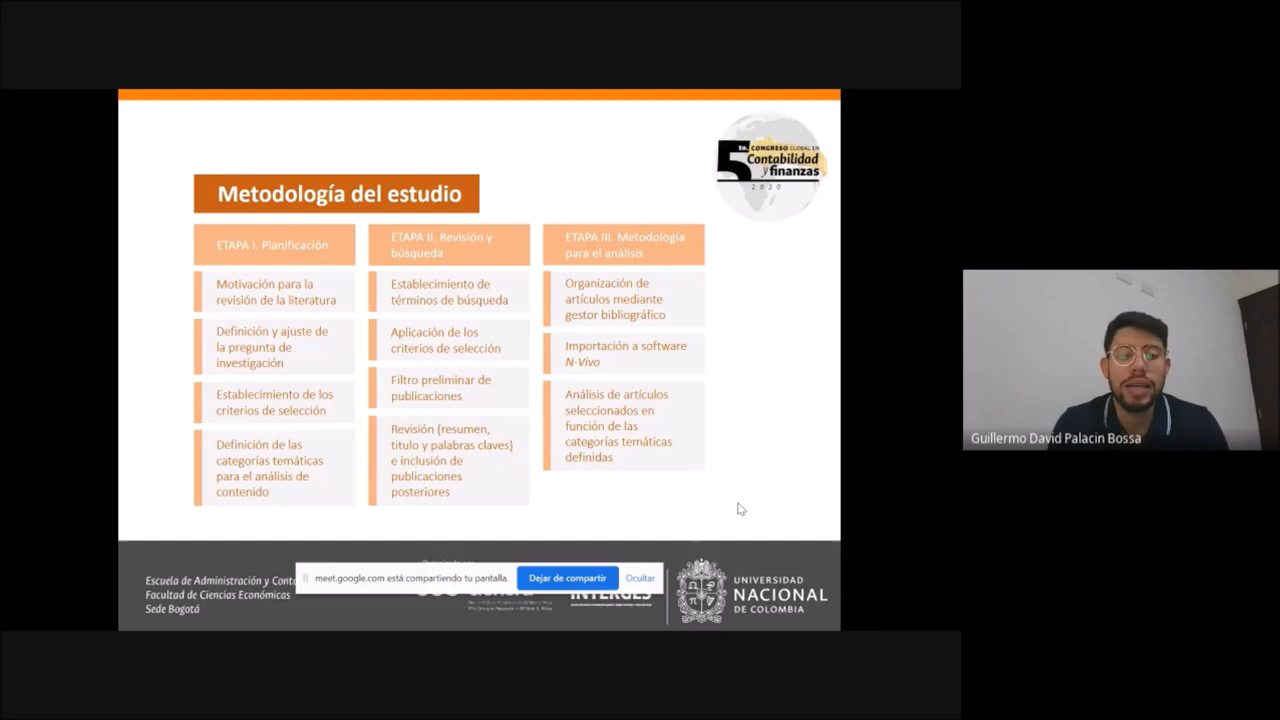 5to. CONGRESO GLOBAL EN
Contabilidad
y finanzas
2020
Metodología del estudio
ETAPA I. Planificación
Motivación para la
revisión de la literatura
Definición y ajuste de
la pregunta de
investigación
Establecimiento de los
criterios de selección
Definición de las
categorías temáticas
para el análisis de
contenido
ETAPA II. Revisión y
búsqueda
Establecimiento de
términos de búsqueda
Aplicación de los
criterios de selección
Filtro preliminar de
publicaciones
Revisión (resumen,
titulo y palabras claves)
e inclusión de
publicaciones
posteriores
ETAPA III. Metodología
para el análisis
Organización de
artículos mediante
gestor bibliográfico
Importación a software
N-Vivo
Análisis de artículos
seleccionados en
función de las
categorías temáticas
definidas
Guillermo David Palacin Bossa
Escuela de Administración y Conta
Facultad de Ciencias Económicas
Sede Bogotá
meet.google.com está compartiendo tu pantalla.
Dejar de compartir
Ocultar
INTERGES
UNIVERSIDAD
NACIONAL
DE COLOMBIA